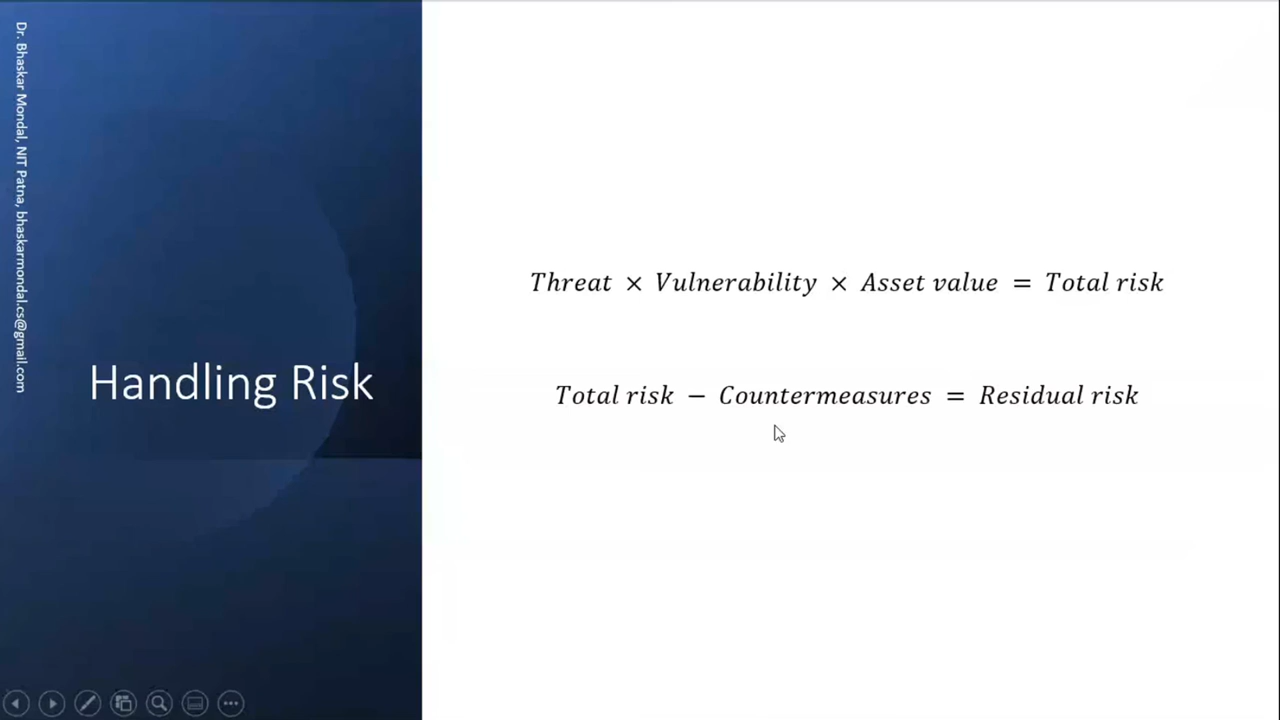 Dr. Bhaskar Mondal, NIT Patna, bhaskarmondal.cs@gmail.com
Handling Risk
Threat × Vulnerability × Asset value = Total risk
Total risk − Countermeasures = Residual risk